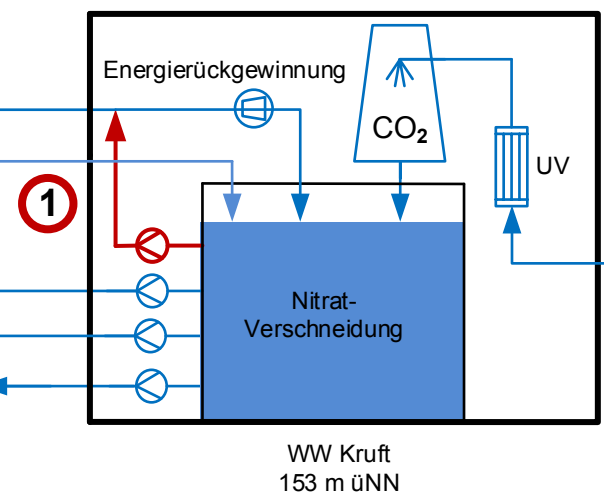 Energierückgewinnung
CO2
UV
1
Nitrat-
Verschneidung
WW Kruft
153 m üNN